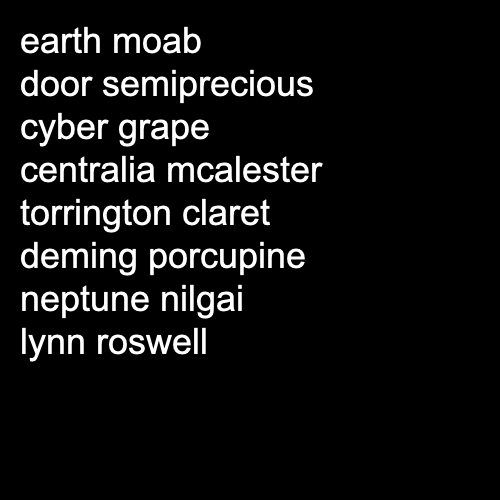 earth moab
door semiprecious
cyber grape
centralia mcalester
torrington claret
deming porcupine
neptune nilgai
lynn roswell